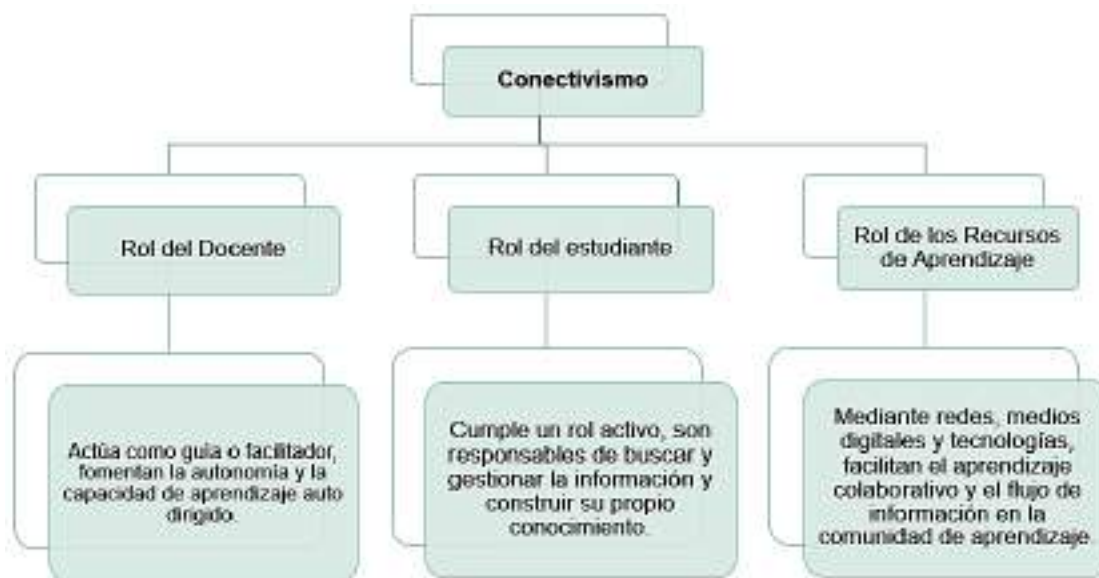 Conectivismo
Rol del Docente
Rol del estudiante
Rol de los Recursos
de Aprendizaje
Actúa como guía o facilitador,
fomentan la autonomía y la
capacidad de aprendizaje auto
dirigido.
Cumple un rol activo, son
responsables de buscar y
gestionar la información y
construir su propio
conocimiento.
Mediante redes, medios
digitales y tecnologías,
facilitan el aprendizaje
colaborativo y el flujo de
información en la
comunidad de aprendizaje.